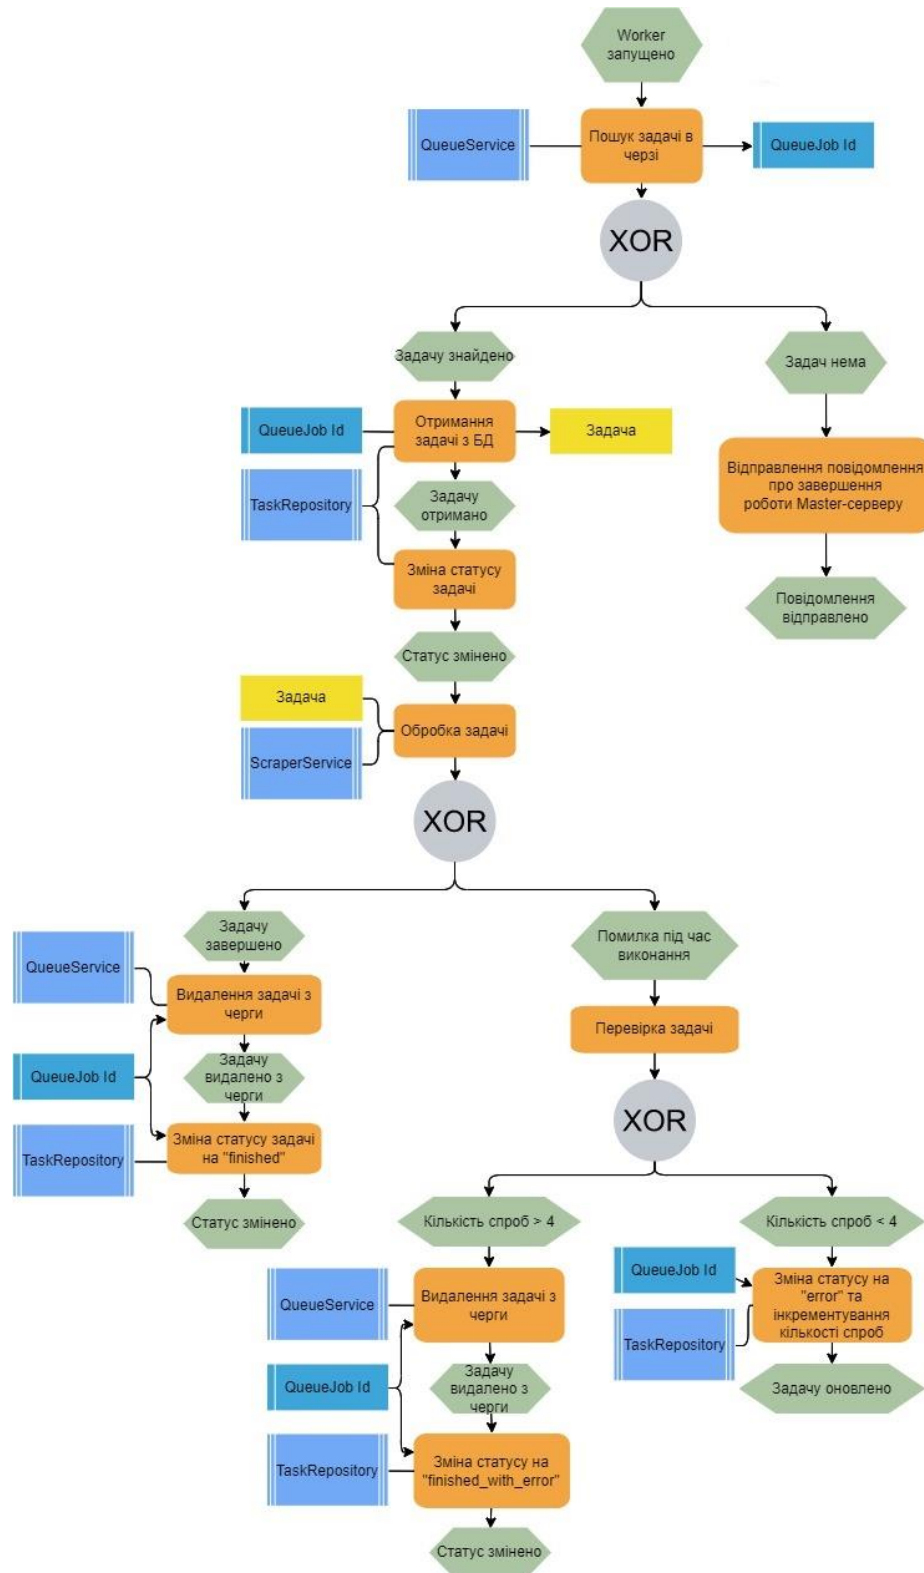 Worker
запущено
QueueService
Пошук задачі в
черзі
QueueJob Id
XOR
Задачу знайдено
Задач нема
QueueJob Id
Отримання
задачі з БД
Задача
TaskRepository
Задачу
отримано
Відправлення повідомлення
про завершення
роботи Master-серверу
Зміна статусу
задачі
Повідомлення
відправлено
Статус змінено
Задача
Обробка задачі
ScraperService
XOR
Задачу
завершено
Помилка під час
виконання
QueueService
Видалення задачі з
черги
Перевірка задачі
QueueJob Id
Задачу
видалено з
черги
XOR
TaskRepository
Зміна статусу задачі
на "finished"
Статус змінено
Кількість спроб > 4
Кількість спроб < 4
QueueService
Видалення задачі з
черги
QueueJob Id
Зміна статусу на
"error" та
інкрементування
кількості спроб
TaskRepository
QueueJob Id
Задачу
видалено з
черги
Задачу оновлено
TaskRepository
Зміна статусу на
"finished_with_error"
Статус змінено